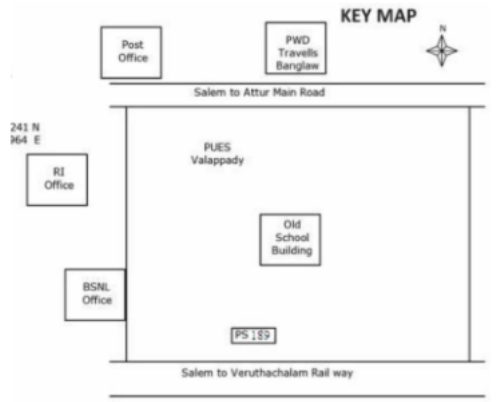 KEY MAP
N
Post
Office
PWD
Travells
Banglaw
Salem to Attur Main Road
241 N
964 E
PUES
Valappady
RI
Office
Old
School
Building
BSNL
Office
PS 189
Salem to Veruthachalam Rail way